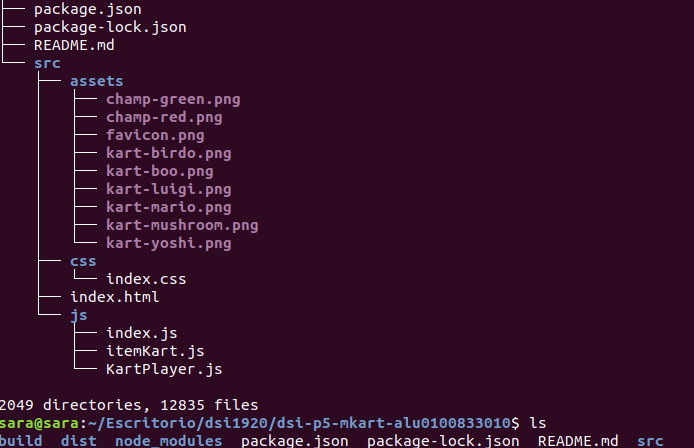 package.json
package-lock.json
README.md
src
assets
champ-green.png
champ-red.png
favicon.png
kart-birdo.png
kart-boo.png
kart-luigi.png
kart-mario.png
kart-mushroom.png
kart-yoshi.png
css
index.css
index.html
js
index.js
itemKart.js
KartPlayer.js
2049 directories, 12835 files
sara@sara:~/Escritorio/dsi1920/dsi-p5-mkart-alu0100833010$ ls
build dist node_modules package.json package-lock.json README.md src